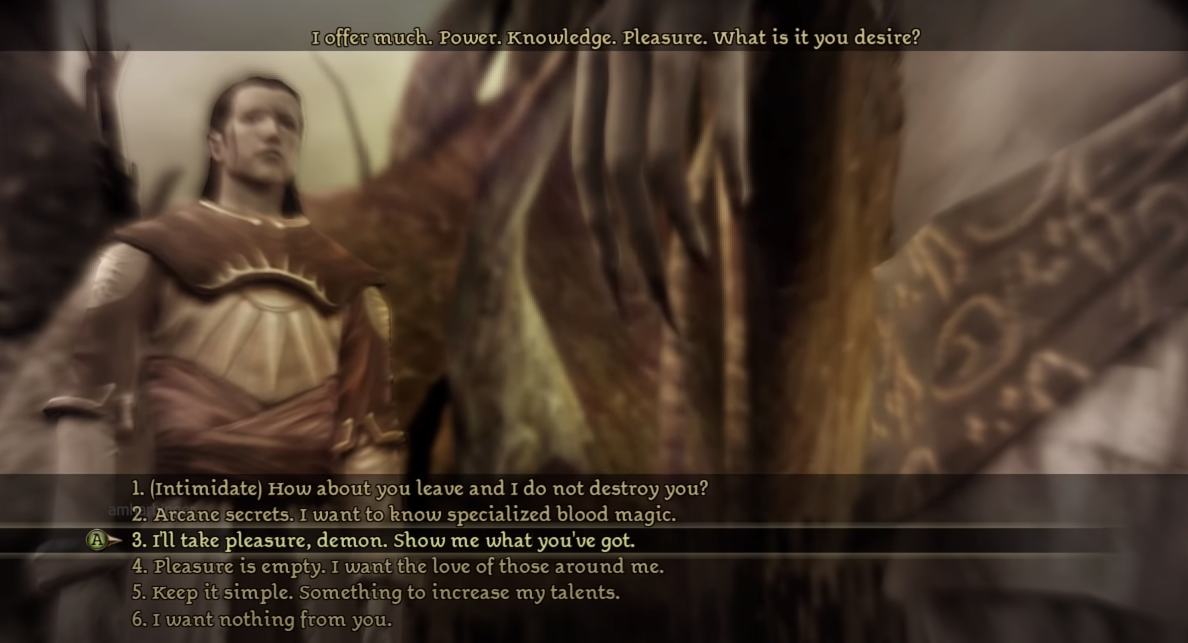 I offer much. Power. Knowledge. Pleasure. What is it you desire?
1. (Intimidate) How about you leave and I do not destroy you?
2. Arcane secrets. I want to know specialized blood magic.
A 3. I'll take pleasure, demon. Show me what you've got.
4. Pleasure is empty. I want the love of those around me.
5. Keep it simple. Something to increase my talents.
6. I want nothing from you.